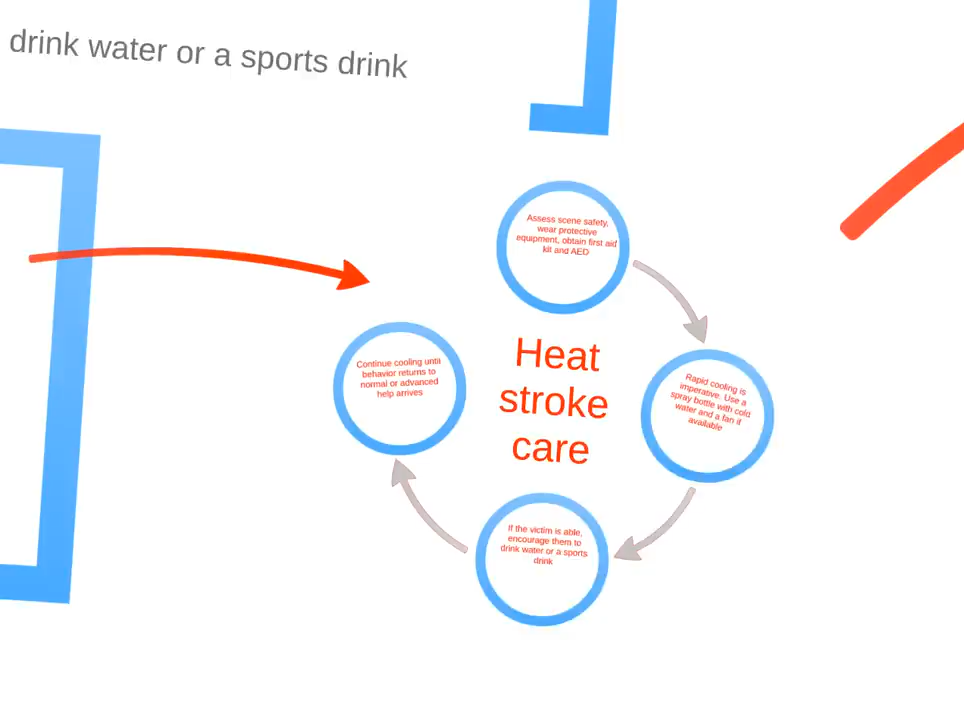 drink water or a sports drink
Assess scene safety,
wear protective
equipment, obtain first aid
kit and AED
Heat
stroke
care
Rapid cooling is
imperative. Use a
spray bottle with cold
water and a fan if
available
If the victim is able,
encourage them to
drink water or a sports
drink
Continue cooling until
behavior returns to
normal or advanced
help arrives